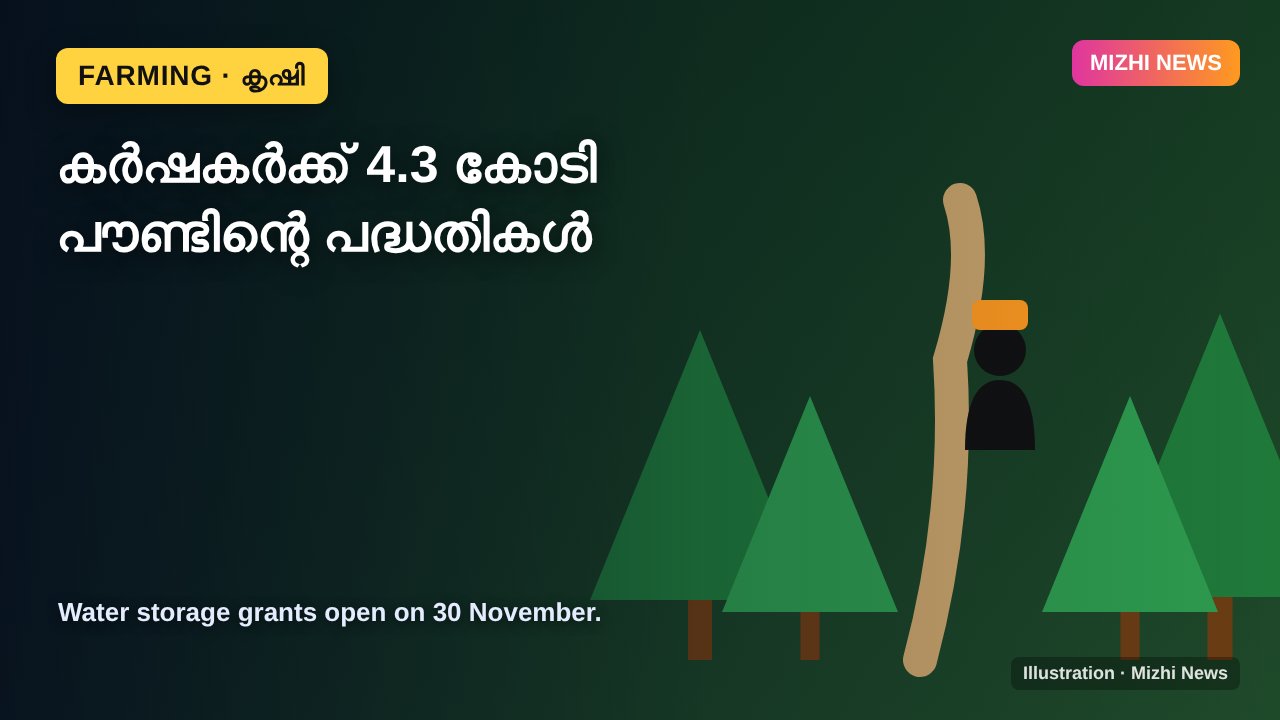 FARMING · കൃഷി
MIZHI NEWS
കർഷകർക്ക് 4.3 കോടി
പൗണ്ടിന്റെ പദ്ധതികൾ
Water storage grants open on 30 November.
Illustration · Mizhi News